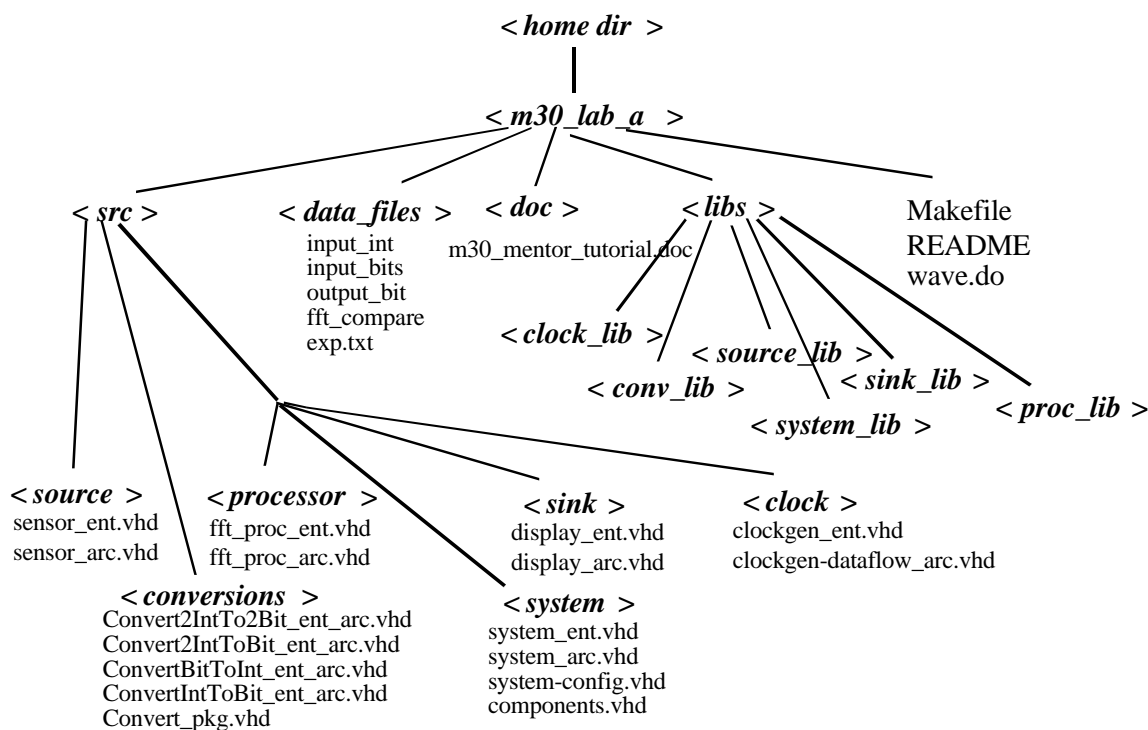 < home dir >
< m30_lab_a >
< src >
< data_files >
input_int
input_bits
output_bit
fft_compare
exp.txt
< doc >
m30_mentor_tutorial.doc
< libs >
Makefile
README
wave.do
< clock_lib >
< conv_lib >
< source_lib >
< system_lib >
< sink_lib >
< proc_lib >
< source >
sensor_ent.vhd
sensor_arc.vhd
< processor >
fft_proc_ent.vhd
fft_proc_arc.vhd
< sink >
display_ent.vhd
display_arc.vhd
< clock >
clockgen_ent.vhd
clockgen-dataflow_arc.vhd
< conversions >
Convert2IntTo2Bit_ent_arc.vhd
Convert2IntToBit_ent_arc.vhd
ConvertBitToInt_ent_arc.vhd
ConvertIntToBit_ent_arc.vhd
Convert_pkg.vhd
< system >
system_ent.vhd
system_arc.vhd
system-config.vhd
components.vhd